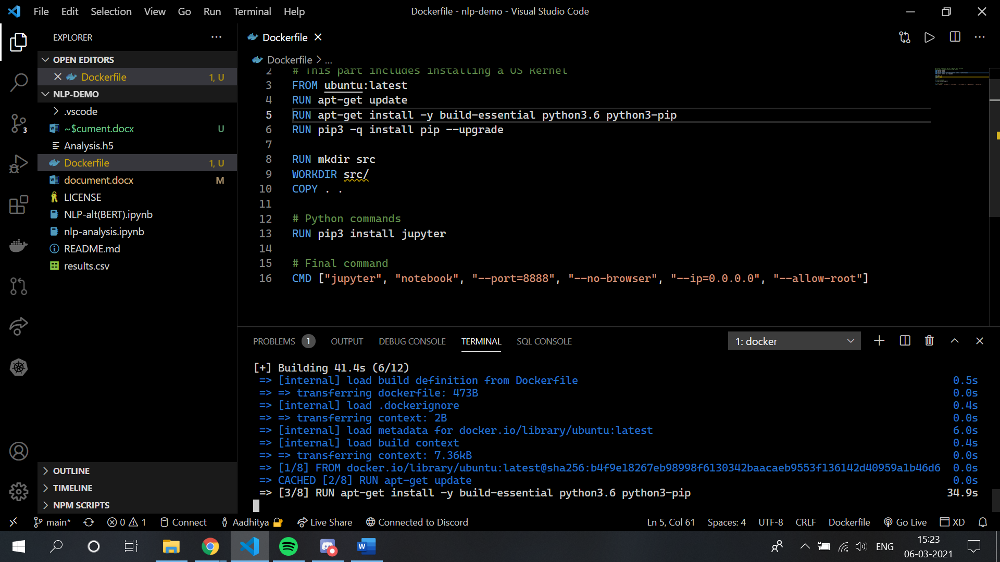 File Edit Selection View Go Run Terminal Help
Dockerfile - nlp-demo - Visual Studio Code
EXPLORER
OPEN EDITORS
Dockerfile 1, U
NLP-DEMO
.vscode
~$cument.docx U
Analysis.h5
Dockerfile 1, U
document.docx M
LICENSE
NLP-alt(BERT).ipynb
nlp-analysis.ipynb
README.md
results.csv
OUTLINE
TIMELINE
NPM SCRIPTS
3
Dockerfile
Dockerfile > ...
2 # This part includes installing a OS Kernel
3 FROM ubuntu:latest
4 RUN apt-get update
5 RUN apt-get install -y build-essential python3.6 python3-pip
6 RUN pip3 -q install pip --upgrade
7
8 RUN mkdir src
9 WORKDIR src/
10 COPY . .
11
12 # Python commands
13 RUN pip3 install jupyter
14
15 # Final command
16 CMD ["jupyter", "notebook", "--port=8888", "--no-browser", "--ip=0.0.0.0", "--allow-root"]
PROBLEMS 1 OUTPUT DEBUG CONSOLE TERMINAL SQL CONSOLE
1: docker
[+] Building 41.4s (6/12)
=> [internal] load build definition from Dockerfile 0.5s
=> => transferring dockerfile: 473B 0.0s
=> [internal] load .dockerignore 0.4s
=> => transferring context: 2B 0.0s
=> [internal] load metadata for docker.io/library/ubuntu:latest 6.0s
=> [internal] load build context 0.4s
=> => transferring context: 7.36kB 0.0s
=> [1/8] FROM docker.io/library/ubuntu:latest@sha256:b4f9e18267eb98998f6130342baacaeb9553f136142d40959a1b46d6 0.0s
=> CACHED [2/8] RUN apt-get update 0.0s
=> [3/8] RUN apt-get install -y build-essential python3.6 python3-pip 34.9s
main* 0 1 Connect Aadhitya Live Share Connected to Discord
Ln 5, Col 61 Spaces: 4 UTF-8 CRLF Dockerfile Go Live XD
ENG
15:23
06-03-2021